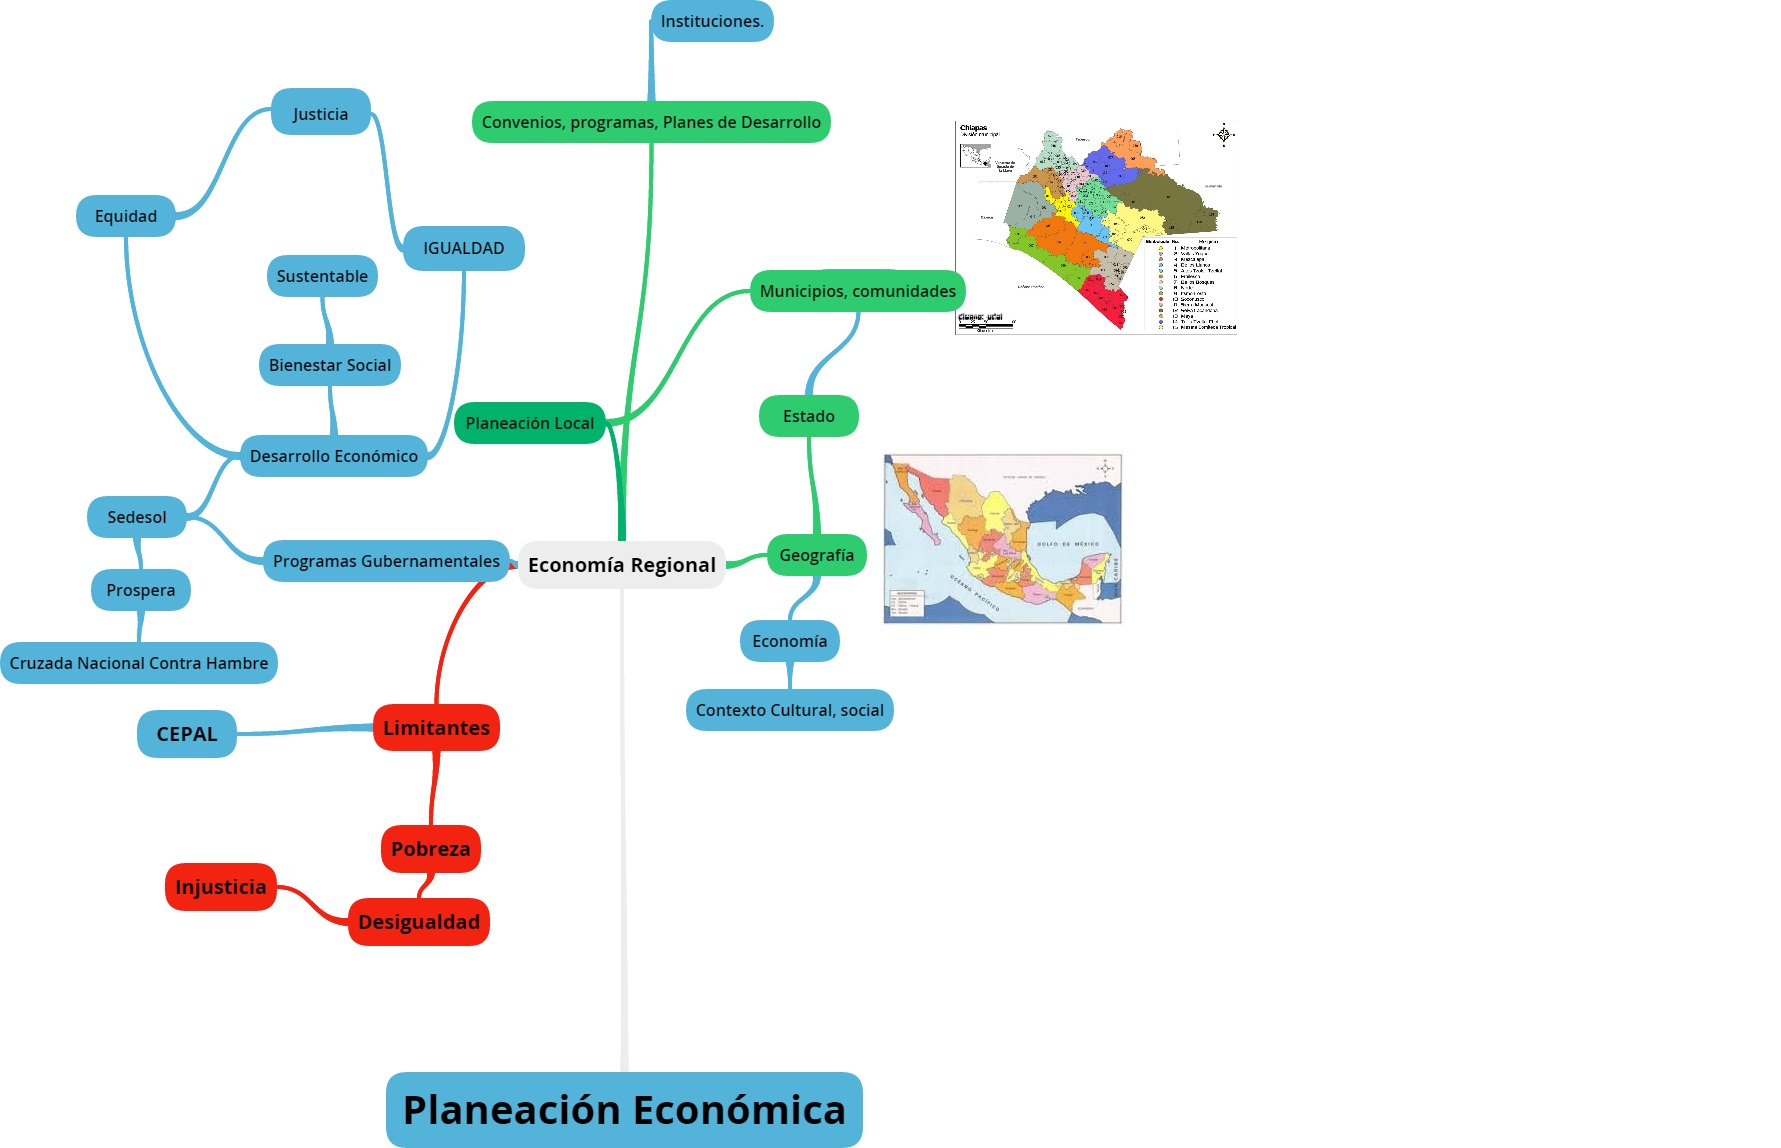 Instituciones.
Convenios, programas, Planes de Desarrollo
Justicia
Equidad
IGUALDAD
Sustentable
Bienestar Social
Desarrollo Económico
Planeación Local
Municipios, comunidades
Chiapas
División municipal
Estado
Sedesol
Programas Gubernamentales
Economía Regional
Geografía
GOLFO DE MÉXICO
OCÉANO PACÍFICO
Prospera
Economía
Cruzada Nacional Contra Hambre
Contexto Cultural, social
CEPAL
Limitantes
Pobreza
Injusticia
Desigualdad
Planeación Económica